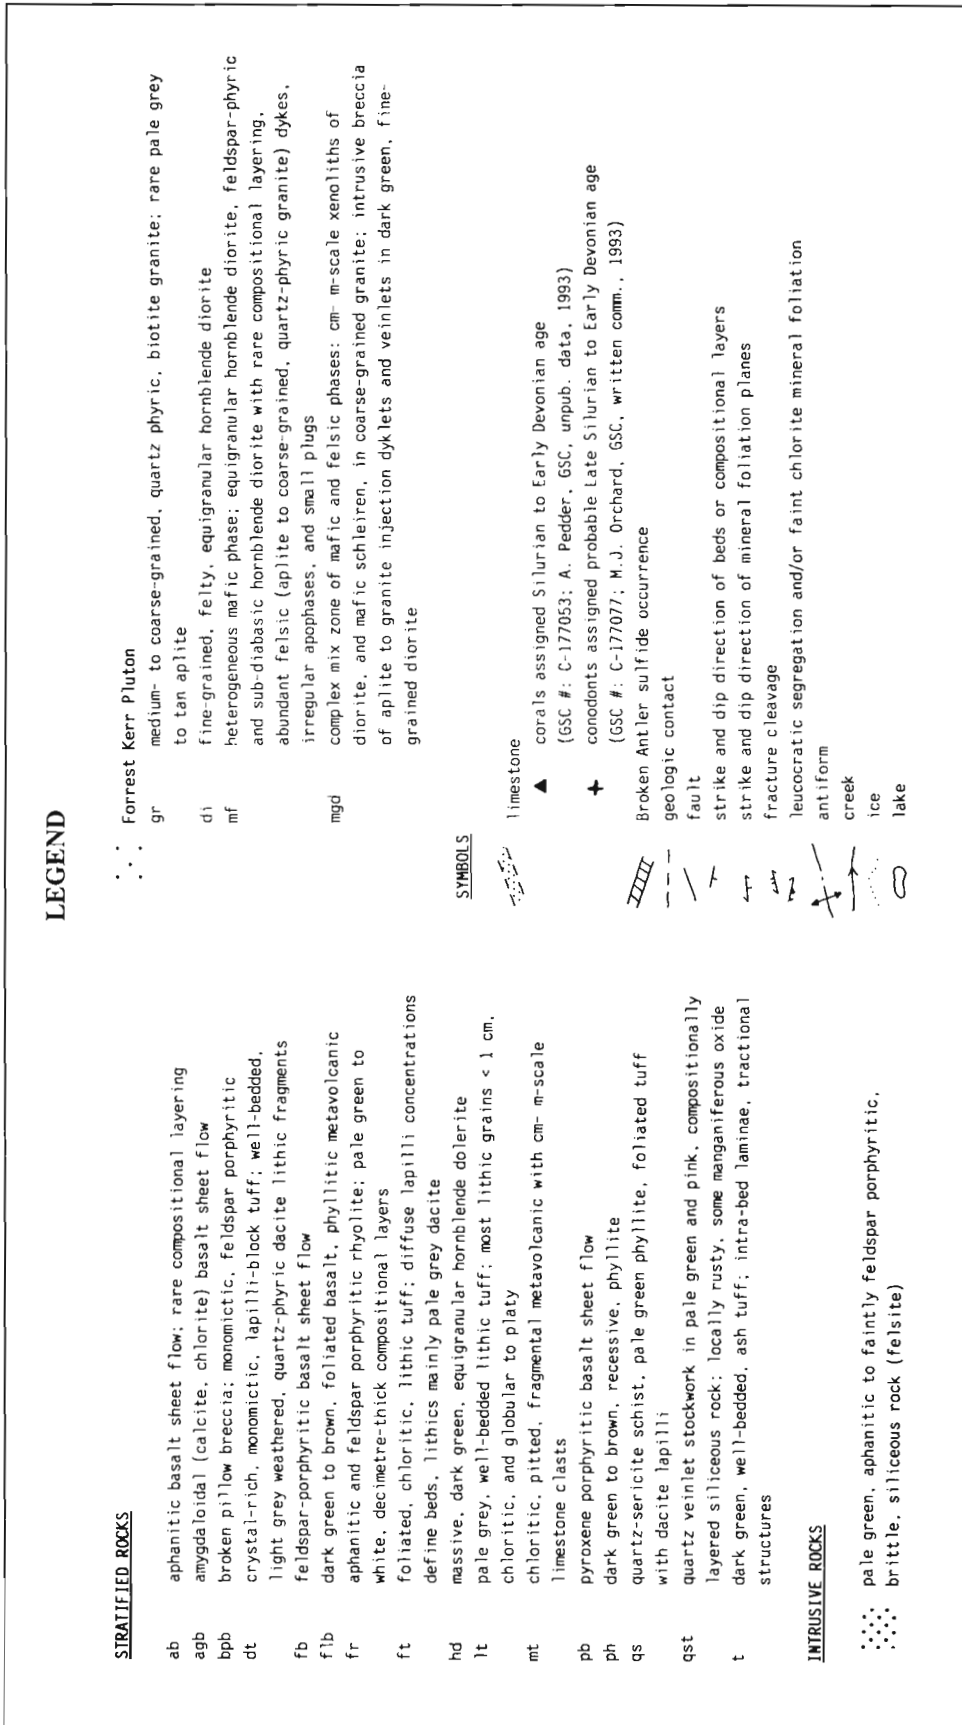 LEGEND
STRATIFIED ROCKS
ab aphanitic basalt sheet flow; rare compositional layering
agb amygdaloidal (calcite, chlorite) basalt sheet flow
bpb broken pillow breccia; monomictic, feldspar porphyritic
dt crystal-rich, monomictic, lapilli-block tuff; well-bedded,
light grey weathered, quartz-phyric dacite lithic fragments
fb feldspar-porphyritic basalt sheet flow
flb dark green to brown, foliated basalt, phyllitic metavolcanic
fr aphanitic and feldspar porphyritic rhyolite; pale green to
white, decimetre-thick compositional layers
ft foliated, chloritic, lithic tuff; diffuse lapilli concentrations
define beds, lithics mainly pale grey dacite
hd massive, dark green, equigranular hornblende dolerite
lt pale grey, well-bedded lithic tuff; most lithic grains < 1 cm,
chloritic, and globular to platy
mt chloritic, pitted, fragmental metavolcanic with cm- m-scale
limestone clasts
pb pyroxene porphyritic basalt sheet flow
ph dark green to brown, recessive, phyllite
qs quartz-sericite schist, pale green phyllite, foliated tuff
with dacite lapilli
qst quartz veinlet stockwork in pale green and pink, compositionally
layered siliceous rock; locally rusty, some manganiferous oxide
t dark green, well-bedded, ash tuff; intra-bed laminae, tractional
structures
INTRUSIVE ROCKS
pale green, aphanitic to faintly feldspar porphyritic,
brittle, siliceous rock (felsite)
Forrest Kerr Pluton
gr medium- to coarse-grained, quartz phyric, biotite granite; rare pale grey
to tan aplite
di fine-grained, felty, equigranular hornblende diorite
mf heterogeneous mafic phase; equigranular hornblende diorite, feldspar-phyric
and sub-diabasic hornblende diorite with rare compositional layering,
abundant felsic (aplite to coarse-grained, quartz-phyric granite) dykes,
irregular apophases, and small plugs
mgd complex mix zone of mafic and felsic phases: cm- m-scale xenoliths of
diorite, and mafic schleiren, in coarse-grained granite; intrusive breccia
of aplite to granite injection dyklets and veinlets in dark green, fine-
grained diorite
SYMBOLS
limestone
corals assigned Silurian to Early Devonian age
(GSC #: C-177053; A. Pedder, GSC, unpub. data, 1993)
conodonts assigned probable Late Silurian to Early Devonian age
(GSC #: C-177077; M.J. Orchard, GSC, written comm., 1993)
Broken Antler sulfide occurrence
geologic contact
fault
strike and dip direction of beds or compositional layers
strike and dip direction of mineral foliation planes
fracture cleavage
leucocratic segregation and/or faint chlorite mineral foliation
antiform
creek
ice
lake